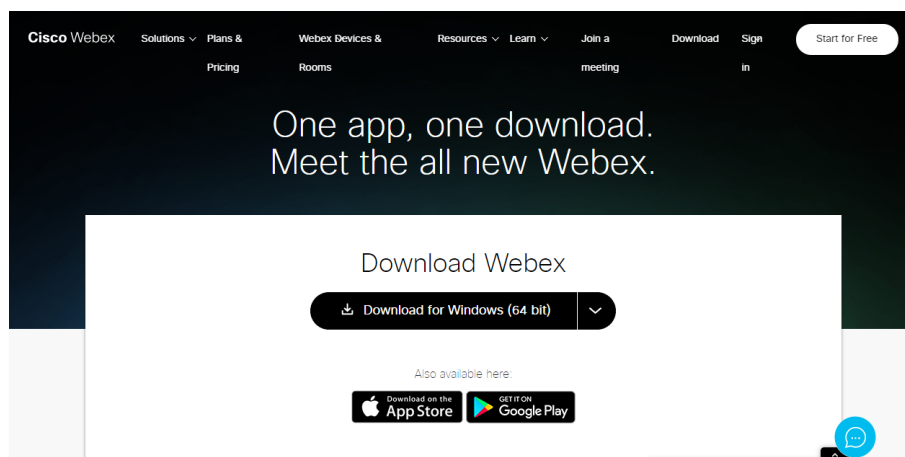 Cisco Webex Solutions Plans & Pricing Webex Devices & Rooms Resources Learn Join a meeting Download Sign in Start for Free
One app, one download.
Meet the all new Webex.
Download Webex
Download for Windows (64 bit)
Also available here:
Download on the
App Store
GET IT ON
Google Play